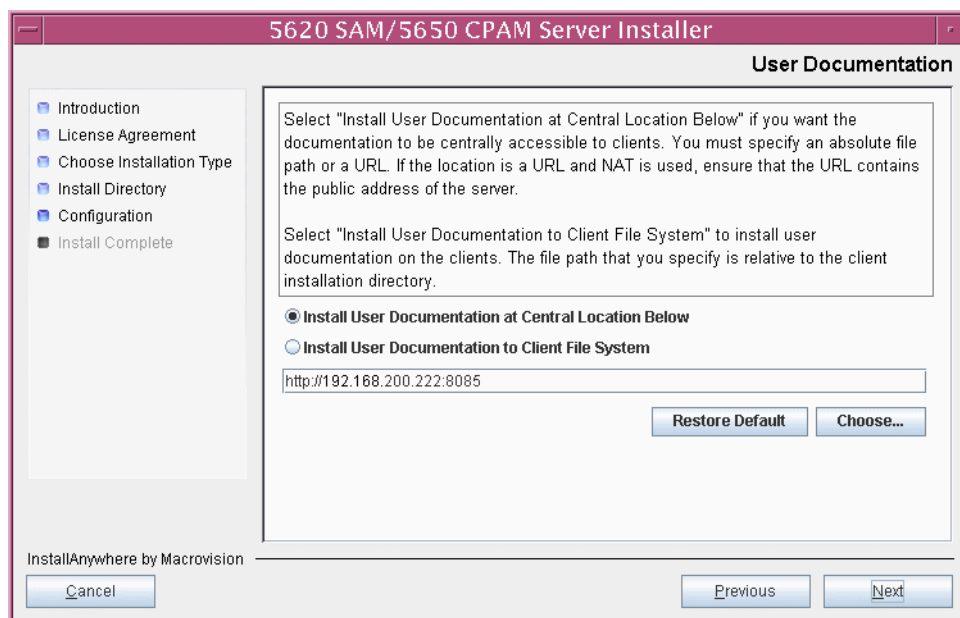 5620 SAM/5650 CPAM Server Installer
User Documentation
Introduction
License Agreement
Choose Installation Type
Install Directory
Configuration
Install Complete
Select "Install User Documentation at Central Location Below" if you want the
documentation to be centrally accessible to clients. You must specify an absolute file
path or a URL. If the location is a URL and NAT is used, ensure that the URL contains
the public address of the server.
Select "Install User Documentation to Client File System" to install user
documentation on the clients. The file path that you specify is relative to the client
installation directory.
Install User Documentation at Central Location Below
Install User Documentation to Client File System
http://192.168.200.222:8085
Restore Default
Choose...
InstallAnywhere by Macrovision
Cancel
Previous
Next